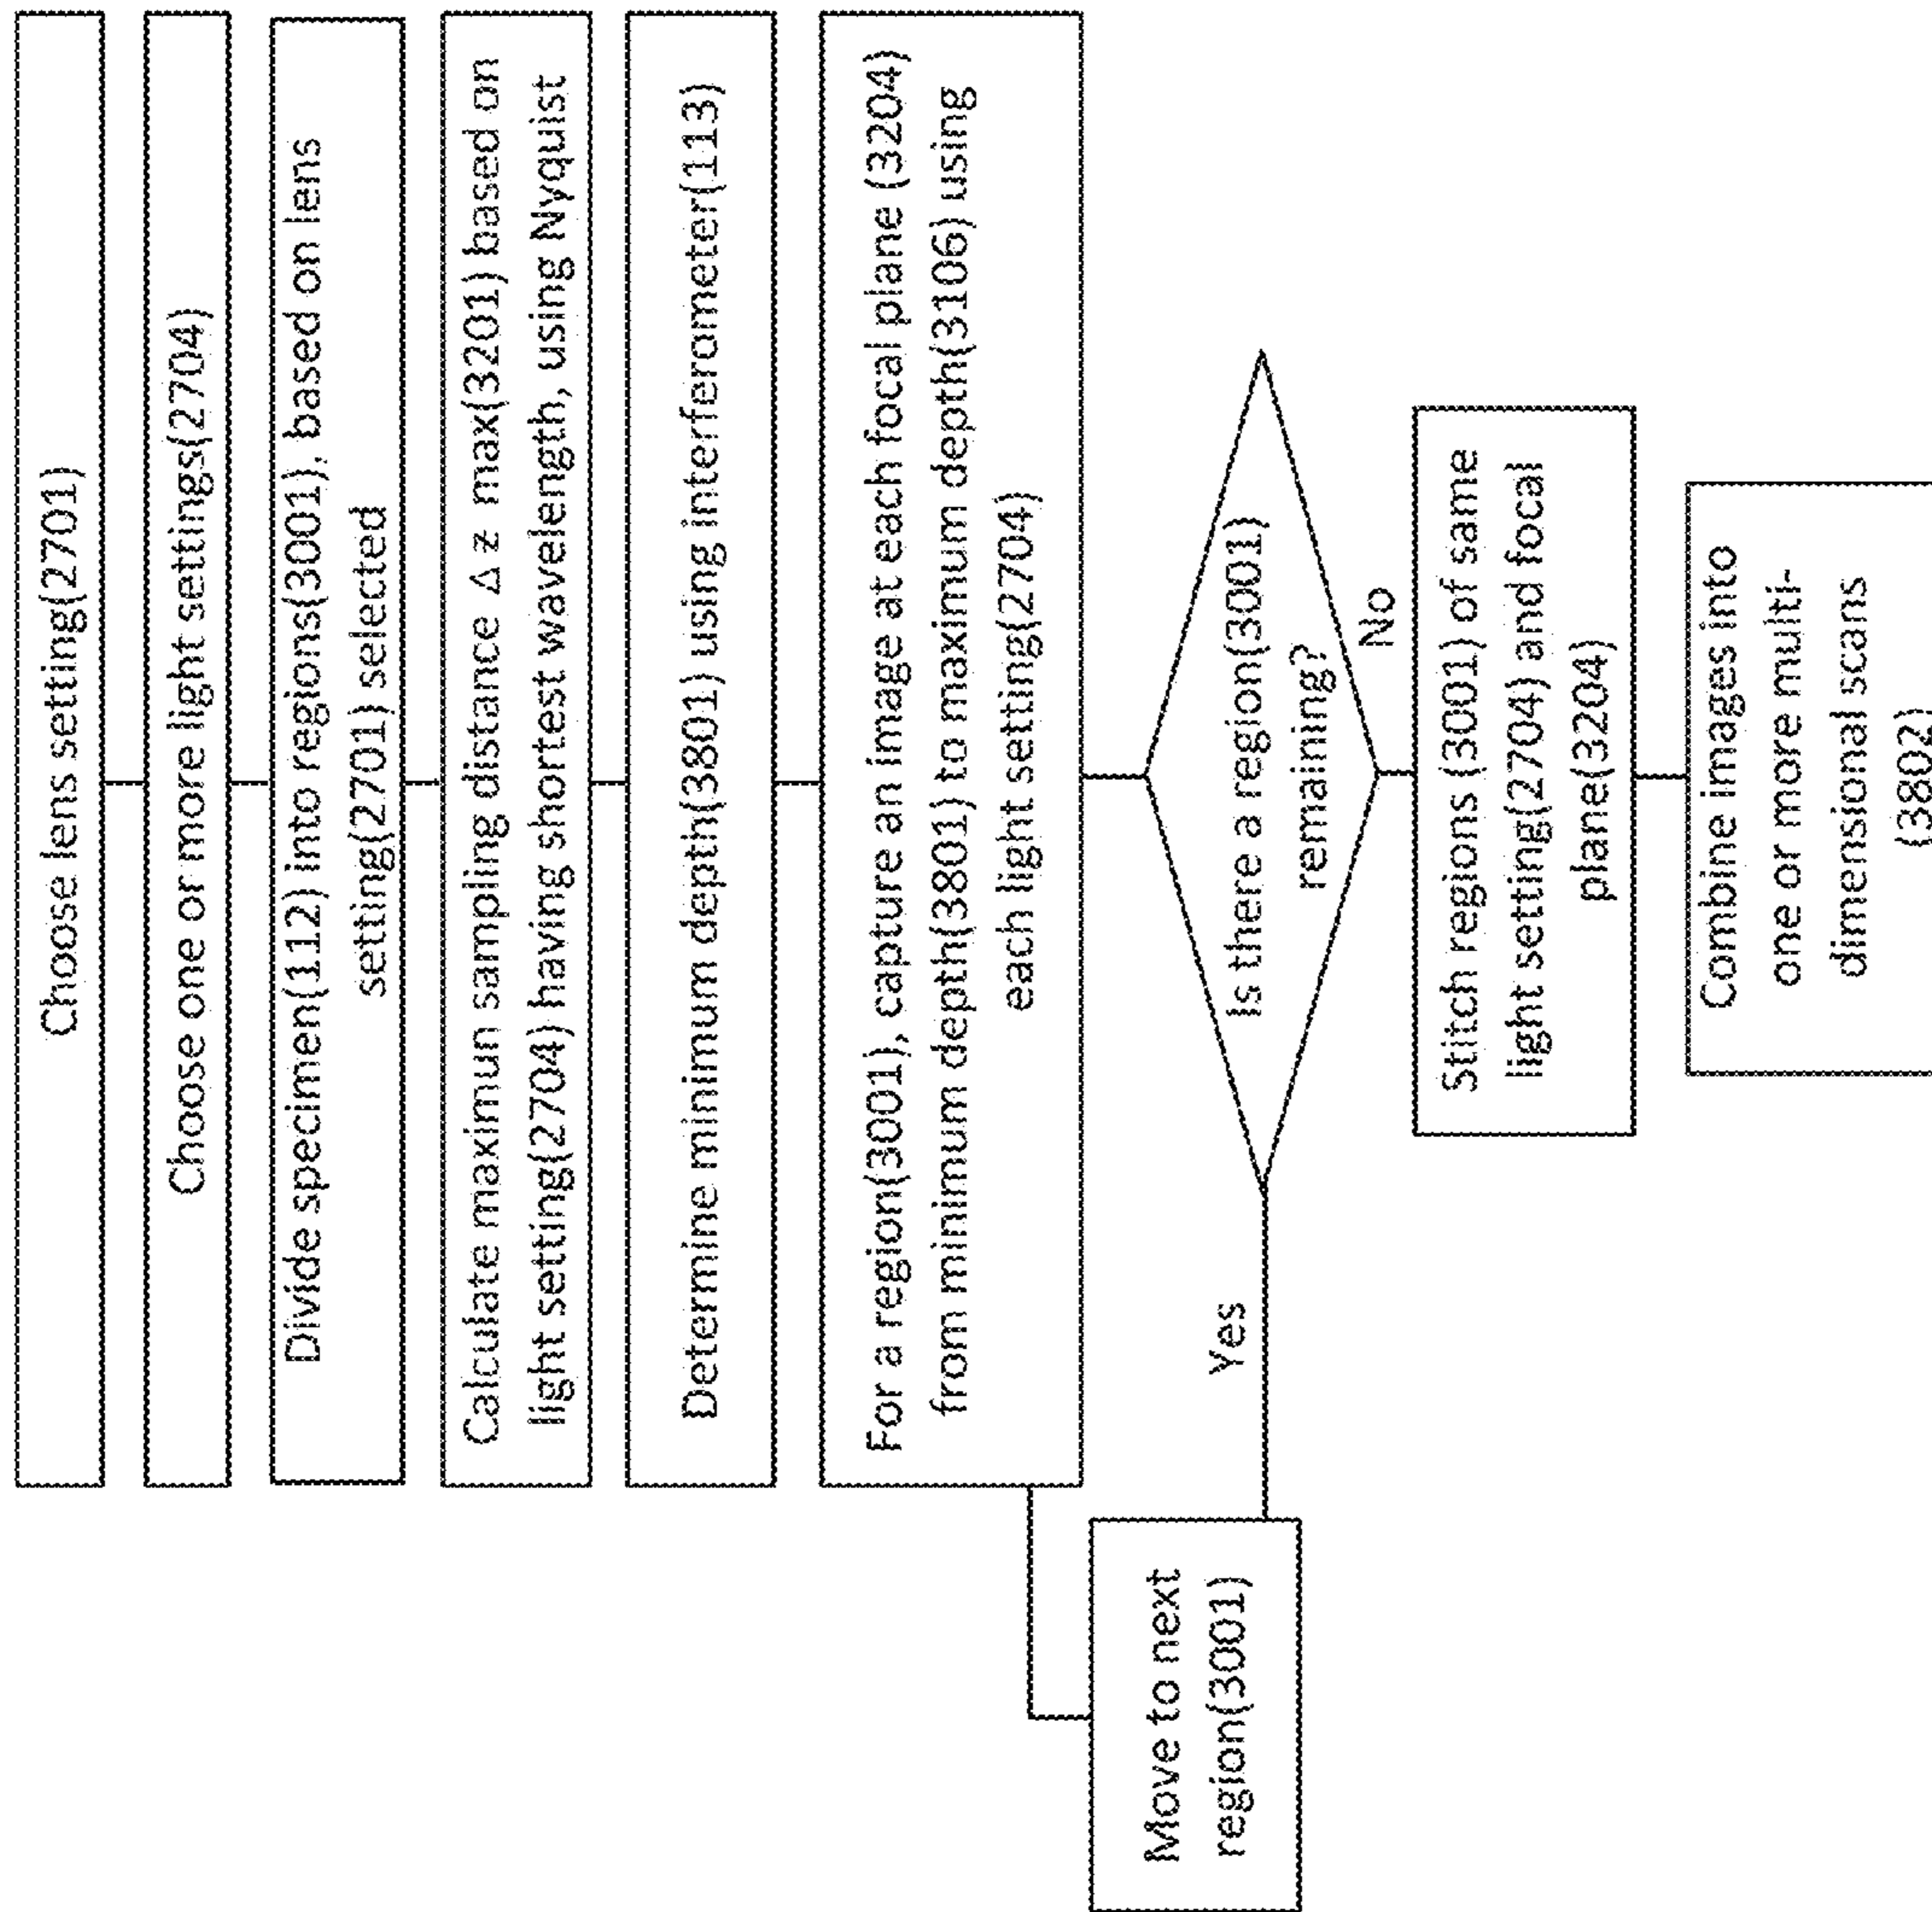 Choose lens setting(2701)
Choose one or more light settings(2704)
Divide specimen(112) into regions(3001), based on lens
setting(2701) selected
Calculate maximun sampling distance Δ z max(3201) based on
light setting(2704) having shortest wavelength, using Nyquist
Determine minimum depth(3801) using interferometer(113)
For a region(3001), capture an image at each focal plane (3204)
from minimum depth(3801) to maximum depth(3106) using
each light setting(2704)
Is there a region(3001)
remaining?
Yes
No
Move to next
region(3001)
Stitch regions (3001) of same
light setting(2704) and focal
plane(3204)
Combine images into
one or more multi-
dimensional scans
(3802)